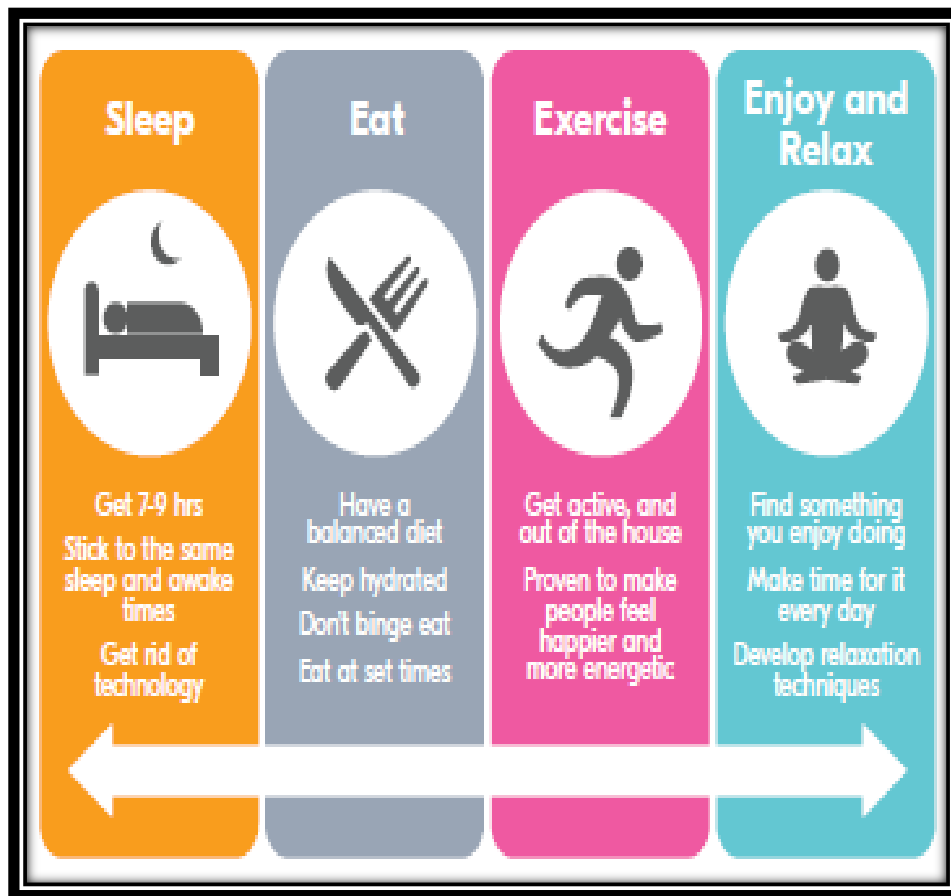 Sleep
Get 7-9 hrs
Stick to the same
sleep and awake
times
Get rid of
technology
Eat
Have a
balanced diet
Keep hydrated
Don't binge eat
Eat at set times
Exercise
Get active, and
out of the house
Proven to make
people feel
happier and
more energetic
Enjoy and
Relax
Find something
you enjoy doing
Make time for it
every day
Develop relaxation
techniques